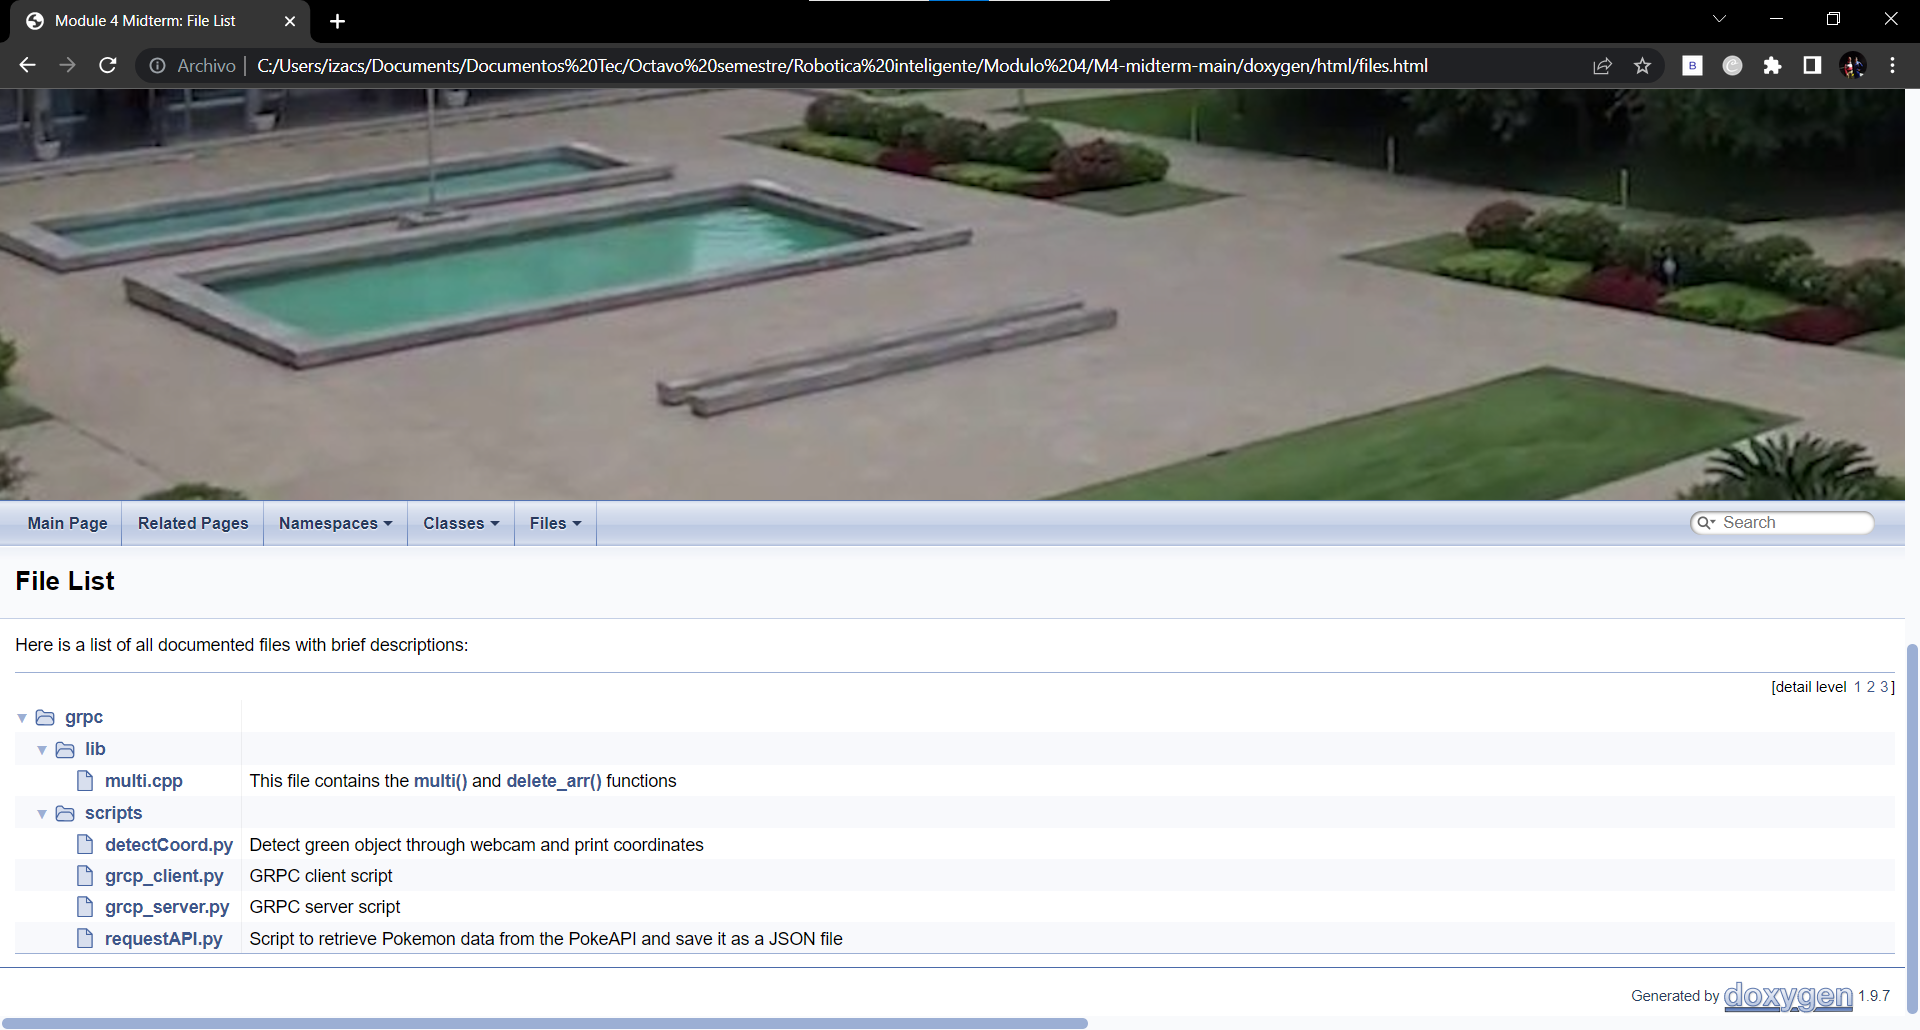 Module 4 Midterm: File List
Archivo C:/Users/izacs/Documents/Documentos%20Tec/Octavo%20semestre/Robotica%20inteligente/Modulo%204/M4-midterm-main/doxygen/html/files.html
B
Main Page Related Pages Namespaces Classes Files Search
File List
Here is a list of all documented files with brief descriptions:
[detail level 1 2 3]
grpc
lib
multi.cpp This file contains the multi() and delete_arr() functions
scripts
detectCoord.py Detect green object through webcam and print coordinates
grcp_client.py GRPC client script
grcp_server.py GRPC server script
requestAPI.py Script to retrieve Pokemon data from the PokeAPI and save it as a JSON file
Generated by doxygen 1.9.7